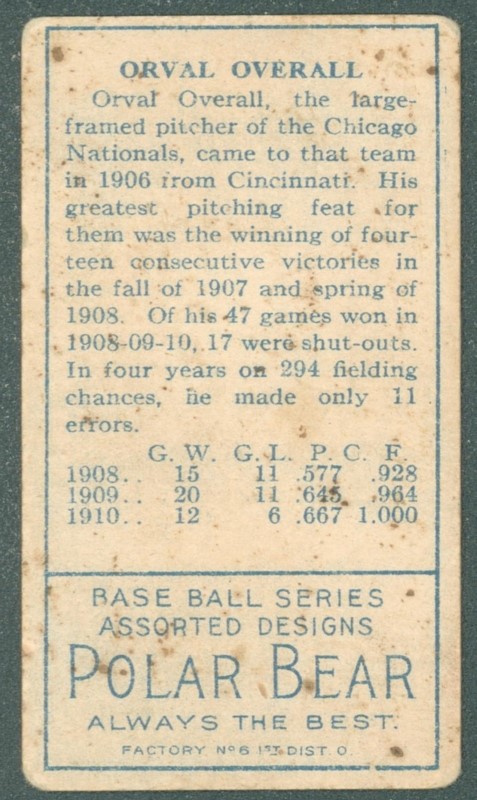 ORVAL OVERALL
Orval Overall, the large-
framed pitcher of the Chicago
Nationals, came to that team
in 1906 from Cincinnati. His
greatest pitching feat for
them was the winning of four-
teen consecutive victories in
the fall of 1907 and spring of
1908. Of his 47 games won in
1908-09-10, 17 were shut-outs.
In four years on 294 fielding
chances, he made only 11
errors.
G. W. G. L. P. C. F.
1908.. 15 11 .577 .928
1909.. 20 11 .645 .964
1910.. 12 6 .667 1.000
BASE BALL SERIES
ASSORTED DESIGNS
POLAR BEAR
ALWAYS THE BEST.
FACTORY Nº 6 1ST DIST. O.